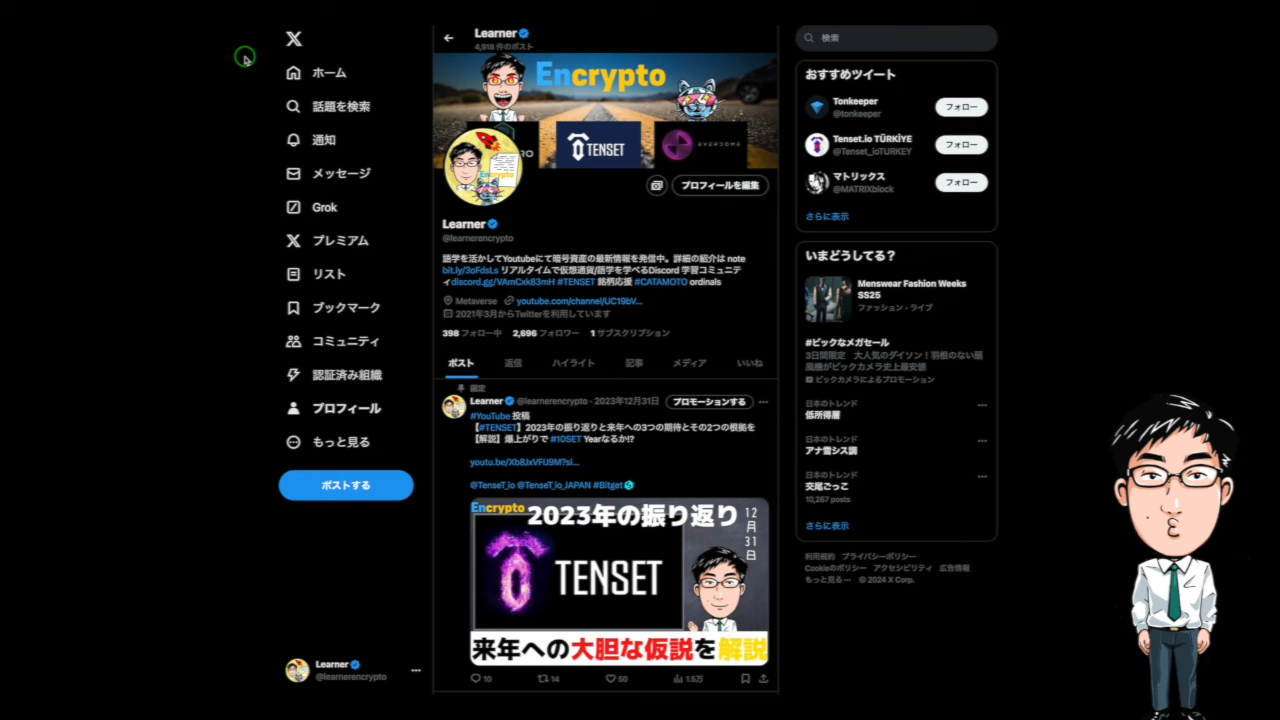 ホーム
話題を検索
通知
メッセージ
Grok
プレミアム
リスト
ブックマーク
コミュニティ
認証済み組織
プロフィール
もっと見る
ポストする
Learner
@learnerencrypto
Learner
4,918 件のポスト
Encrypto
TENSET
EVERDOME
プロフィールを編集
Learner
@learnerencrypto
語学を活かしてYoutubeにて暗号資産の最新情報を発信中。詳細の紹介は note
bit.ly/3oFdsLs リアルタイムで仮想通貨/語学を学べるDiscord 学習コミュニテ
ィdiscord.gg/VAmCxk83mH #TENSET 銘柄応援 #CATAMOTO ordinals
Metaverse youtube.com/channel/UC19bV...
2021年3月からTwitterを利用しています
398 フォロー中 2,696 フォロワー 1 サブスクリプション
ポスト 返信 ハイライト 記事 メディア いいね
固定
Learner @learnerencrypto · 2023年12月31日 プロモーションする
#YouTube 投稿
【#TENSET】2023年の振り返りと来年への3つの期待とその2つの根拠を
【解説】爆上がりで #10SET Yearなるか!?
youtu.be/Xb8JxVFlJ9M?si...
@TenseT_io @TenseT_io_JAPAN #Bitget
Encrypto
2023年の振り返り
12月31日
TENSET
来年への大胆な仮説を解説
10 14 50 1.5万
検索
おすすめツイート
Tonkeeper
@tonkeeper
フォロー
Tenset.io TÜRKİYE
@Tenset_ioTURKEY
フォロー
マトリックス
@MATRIXblock
フォロー
さらに表示
いまどうしてる？
Menswear Fashion Weeks
SS25
ファッション・ライブ
#ビックなメガセール
3日間限定 大人気のダイソン！羽根のない扇
風機がビックカメラ史上最安値
ビックカメラによるプロモーション
日本のトレンド
低所得層
日本のトレンド
アナ雪シス調
日本のトレンド
交尾ごっこ
10,267 posts
さらに表示
利用規約 プライバシーポリシー
Cookieのポリシー アクセシビリティ 広告情報
もっと見る ··· © 2024 X Corp.